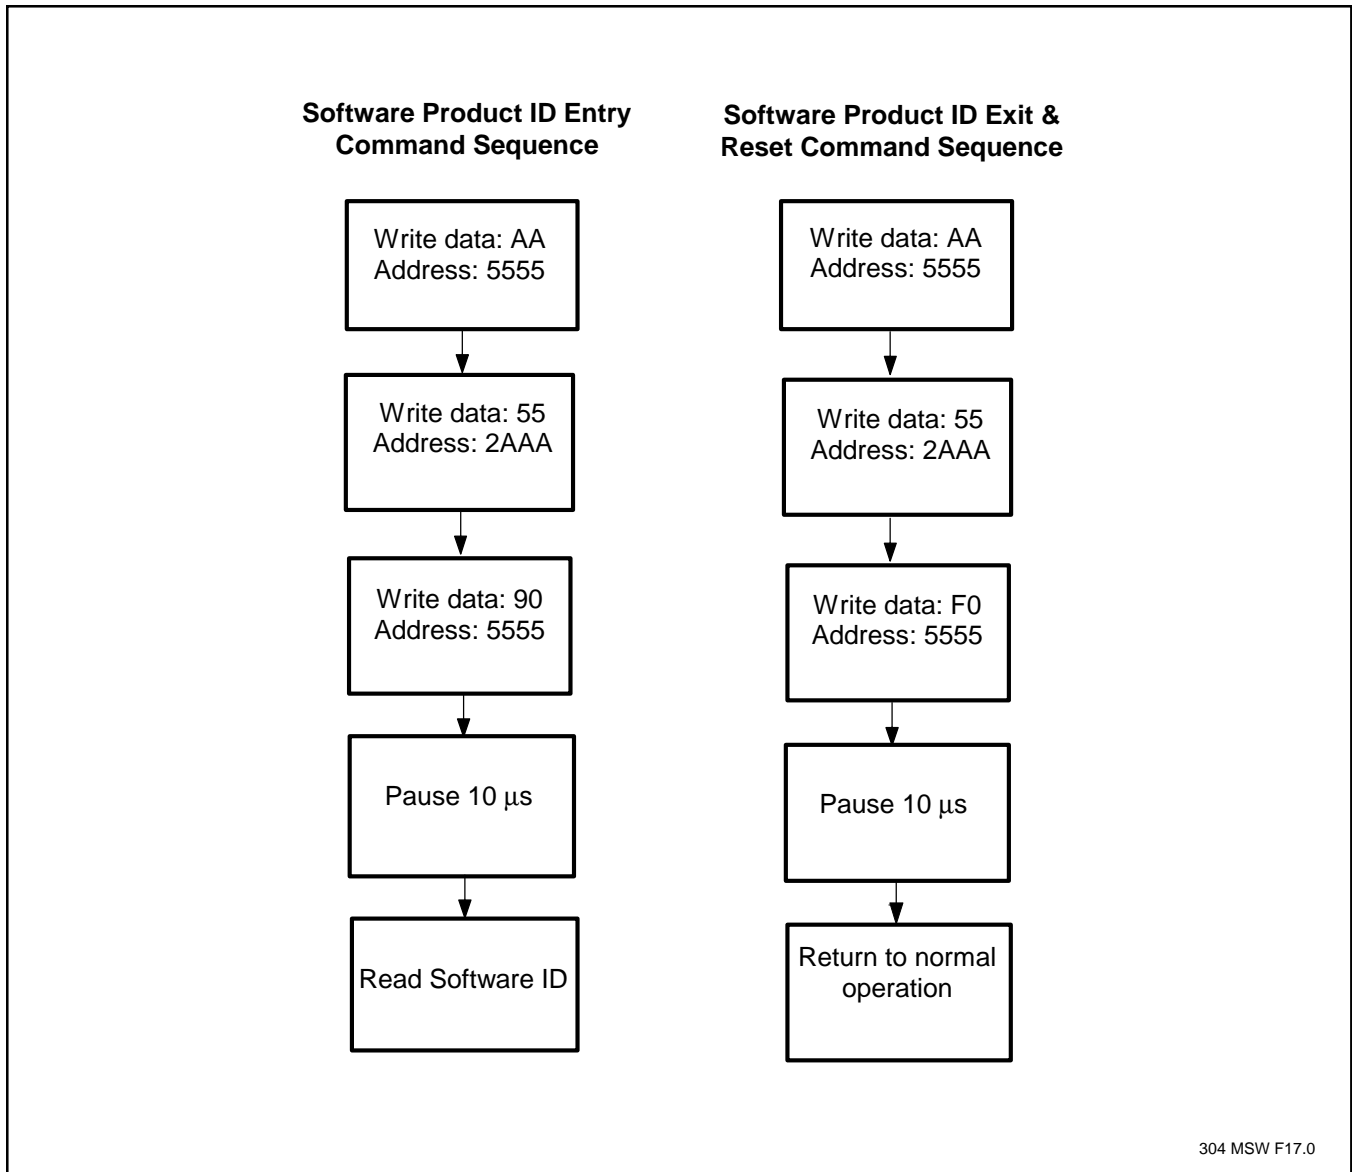 Software Product ID Entry
Command Sequence
Write data: AA
Address: 5555
Write data: 55
Address: 2AAA
Write data: 90
Address: 5555
Pause 10 μs
Read Software ID
Software Product ID Exit &
Reset Command Sequence
Write data: AA
Address: 5555
Write data: 55
Address: 2AAA
Write data: F0
Address: 5555
Pause 10 μs
Return to normal
operation
304 MSW F17.0